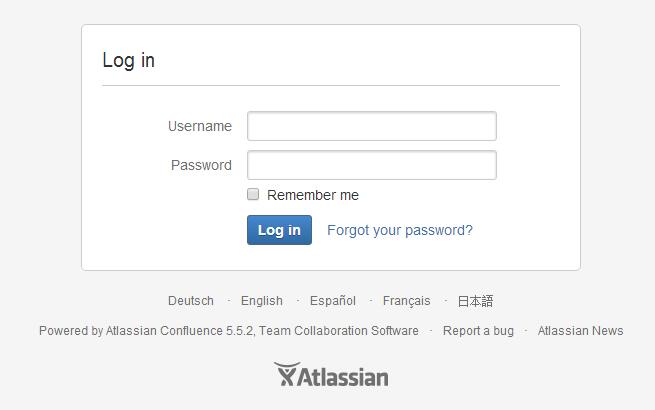 Log in
Username
Password
Remember me
Log in Forgot your password?
Deutsch · English · Español · Français · 日本語
Powered by Atlassian Confluence 5.5.2, Team Collaboration Software · Report a bug · Atlassian News
Atlassian